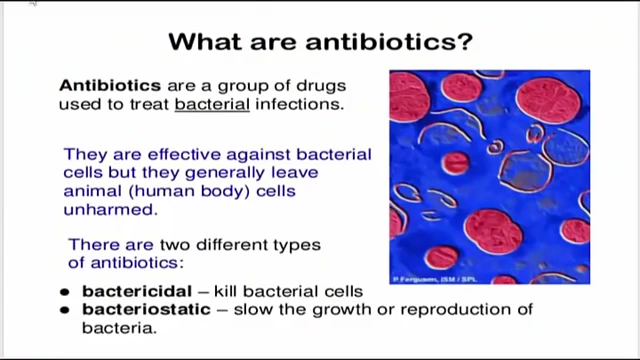 What are antibiotics?
Antibiotics are a group of drugs
used to treat bacterial infections.
They are effective against bacterial
cells but they generally leave
animal (human body) cells
unharmed.
There are two different types
of antibiotics:
P Ferguson, ISM / SPL
● bactericidal – kill bacterial cells
● bacteriostatic – slow the growth or reproduction of
bacteria.